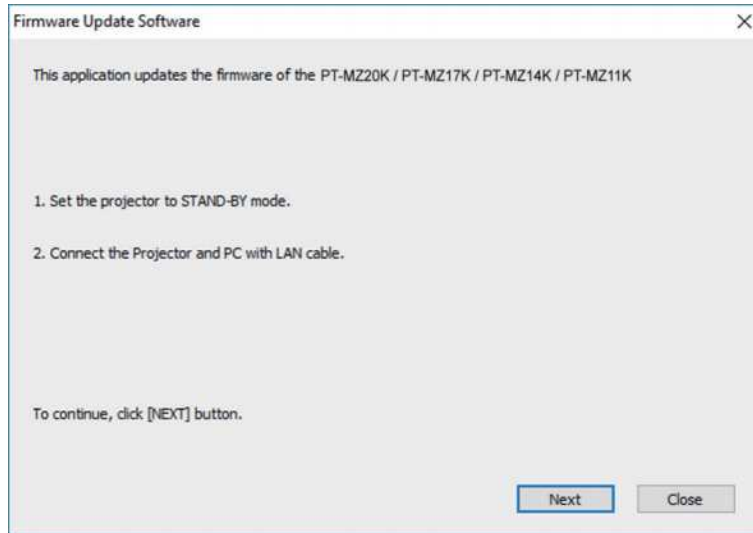 Firmware Update Software
This application updates the firmware of the PT-MZ20K / PT-MZ17K / PT-MZ14K / PT-MZ11K
1. Set the projector to STAND-BY mode.
2. Connect the Projector and PC with LAN cable.
To continue, click [NEXT] button.
Next Close